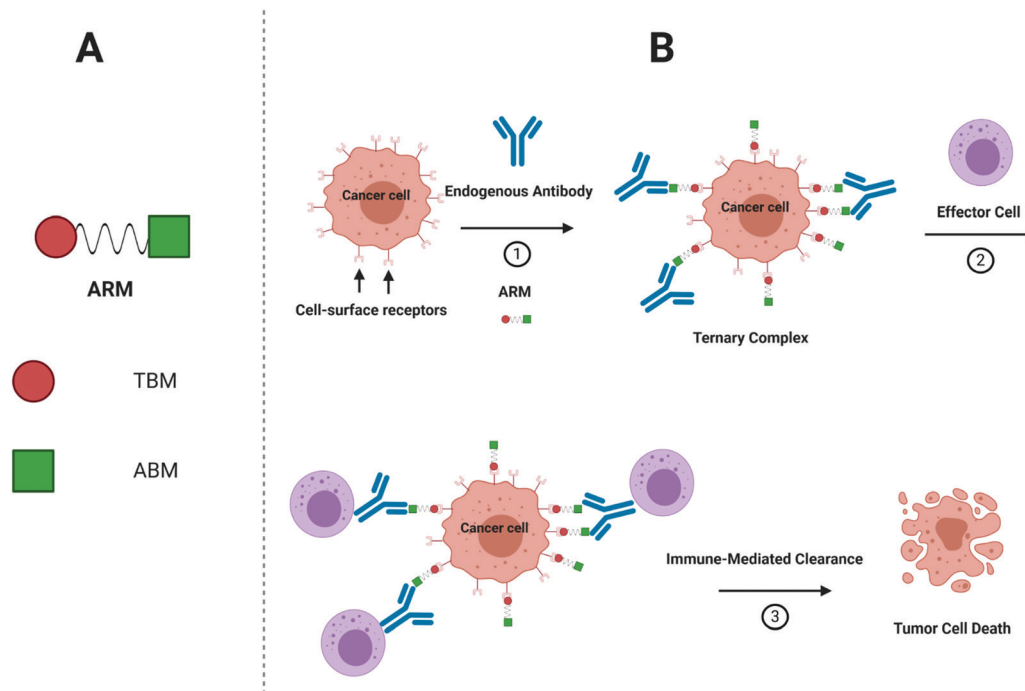 A
ARM
TBM
ABM
B
Cancer cell
Endogenous Antibody
1
ARM
Cell-surface receptors
Cancer cell
Ternary Complex
Effector Cell
2
Cancer cell
Immune-Mediated Clearance
3
Tumor Cell Death